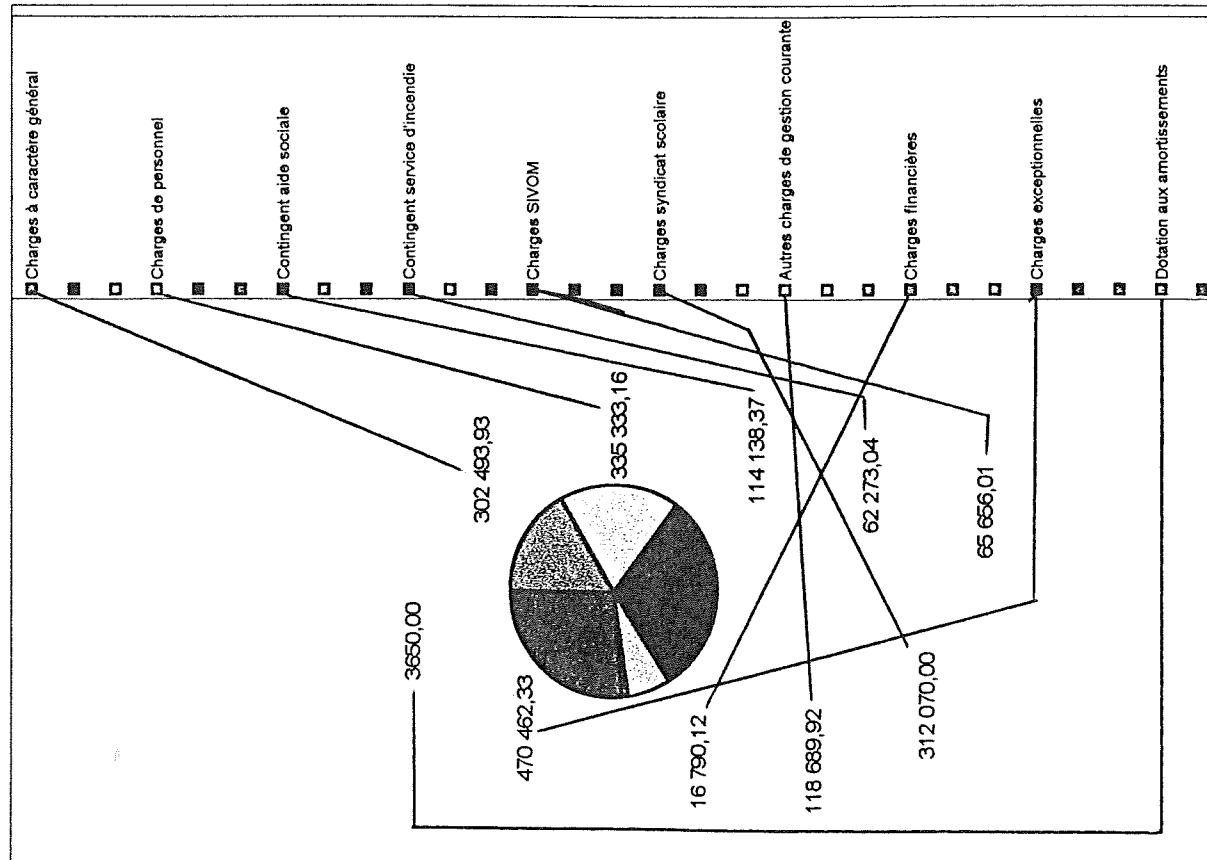 Charges à caractère général
Charges de personnel
Contingent aide sociale
Contingent service d'incendie
Charges SIVOM
Charges syndicat scolaire
Autres charges de gestion courante
Charges financières
Charges exceptionnelles
Dotation aux amortissements
302 493,93
335 333,16
114 138,37
62 273,04
65 656,01
312 070,00
118 689,92
16 790,12
470 462,33
3650,00